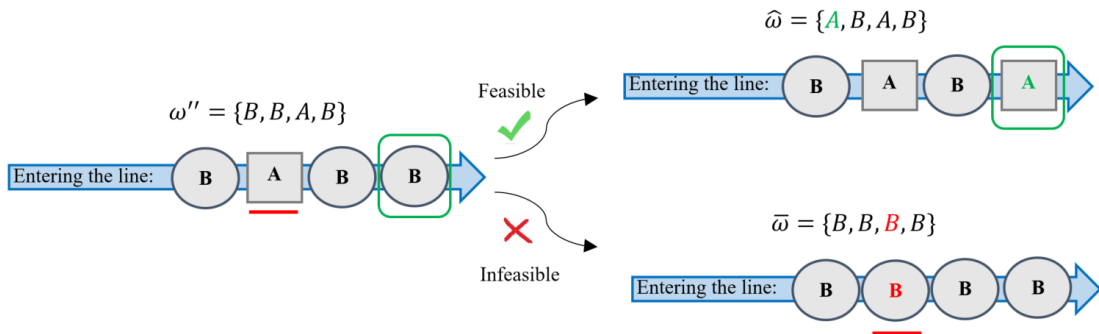 ω'' = {B, B, A, B}
Entering the line: B A B B
Feasible
Infeasible
ω̂ = {A, B, A, B}
Entering the line: B A B A
ω̅ = {B, B, B, B}
Entering the line: B B B B